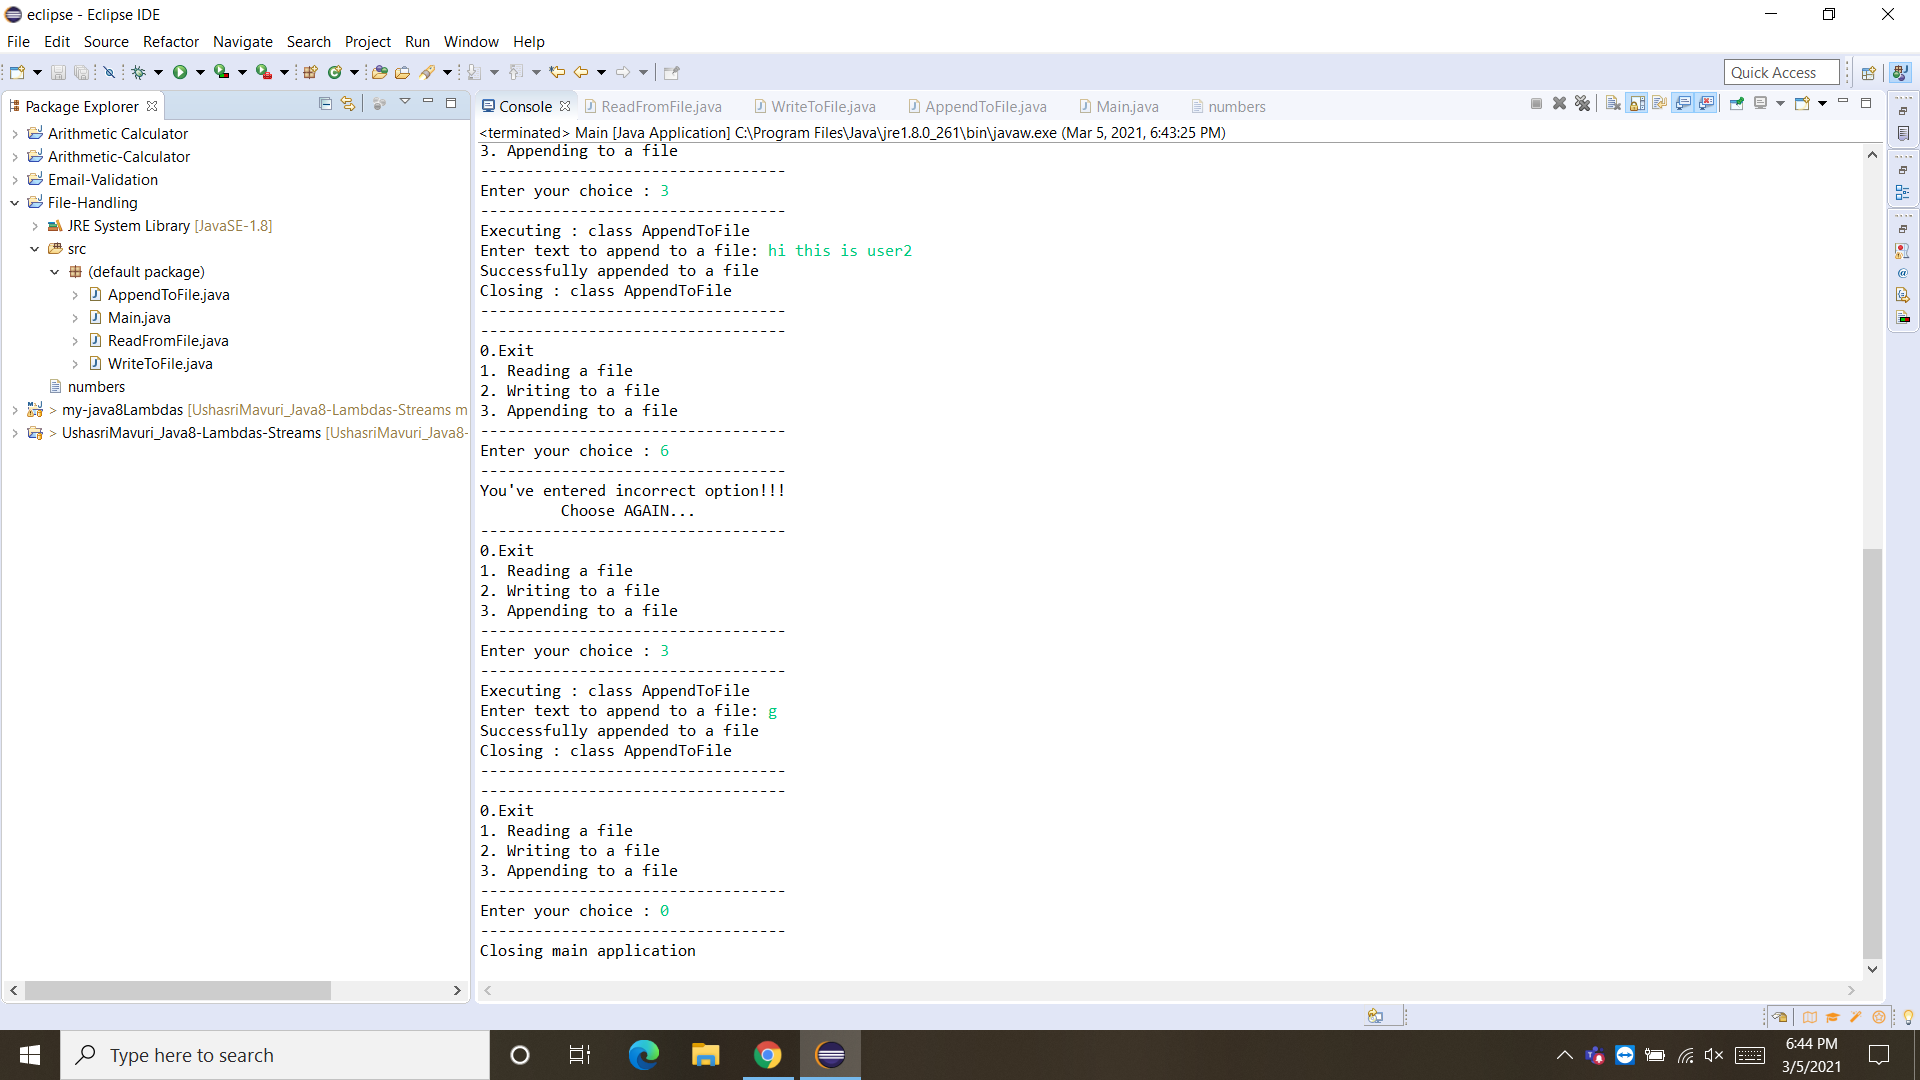 eclipse - Eclipse IDE
File Edit Source Refactor Navigate Search Project Run Window Help
Quick Access
Package Explorer
Arithmetic Calculator
Arithmetic-Calculator
Email-Validation
File-Handling
JRE System Library [JavaSE-1.8]
src
(default package)
AppendToFile.java
Main.java
ReadFromFile.java
WriteToFile.java
numbers
> my-java8Lambdas [UshasriMavuri_Java8-Lambdas-Streams m
> UshasriMavuri_Java8-Lambdas-Streams [UshasriMavuri_Java8-
Console ReadFromFile.java WriteToFile.java AppendToFile.java Main.java numbers
<terminated> Main [Java Application] C:\Program Files\Java\jre1.8.0_261\bin\javaw.exe (Mar 5, 2021, 6:43:25 PM)
3. Appending to a file
----------------------------------
Enter your choice : 3
----------------------------------
Executing : class AppendToFile
Enter text to append to a file: hi this is user2
Successfully appended to a file
Closing : class AppendToFile
----------------------------------
----------------------------------
0.Exit
1. Reading a file
2. Writing to a file
3. Appending to a file
----------------------------------
Enter your choice : 6
----------------------------------
You've entered incorrect option!!!
Choose AGAIN...
----------------------------------
0.Exit
1. Reading a file
2. Writing to a file
3. Appending to a file
----------------------------------
Enter your choice : 3
----------------------------------
Executing : class AppendToFile
Enter text to append to a file: g
Successfully appended to a file
Closing : class AppendToFile
----------------------------------
----------------------------------
0.Exit
1. Reading a file
2. Writing to a file
3. Appending to a file
----------------------------------
Enter your choice : 0
----------------------------------
Closing main application
Type here to search
6:44 PM
3/5/2021